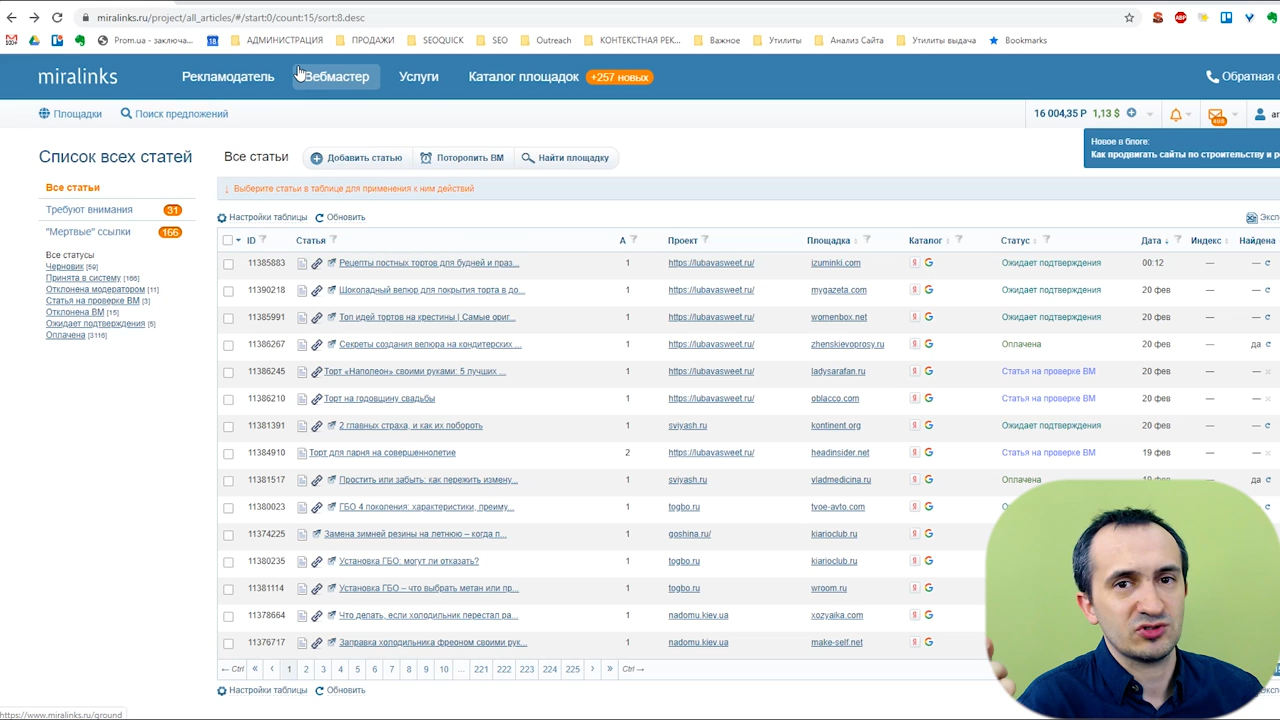 miralinks.ru/project/all_articles/#/start:0/count:15/sort:8.desc
Prom.ua - заключа... АДМИНИСТРАЦИЯ ПРОДАЖИ SEOQUICK SEO Outreach КОНТЕКСТНАЯ РЕК... Важное Утилиты Анализ Сайта Утилиты выдача Bookmarks
miralinks Рекламодатель Вебмастер Услуги Каталог площадок +257 новых Обратная
Площадки Поиск предложений 16 004,35 Р 1,13 $
Новое в блоге:
Как продвигать сайты по строительству и р
Список всех статей Все статьи Добавить статью Поторопить ВМ Найти площадку
Все статьи
Требуют внимания 31
"Мертвые" ссылки 166
Все статусы
Черновик [59]
Принята в систему [166]
Отклонена модератором [11]
Статья на проверке ВМ [3]
Отклонена ВМ [15]
Ожидает подтверждения [5]
Оплачена [3116]
↓ Выберите статьи в таблице для применения к ним действий
Настройки таблицы Обновить Эксп
ID Статья А Проект Площадка Каталог Статус Дата Индекс Найдена
11385883 Рецепты постных тортов для будней и праз... 1 https://lubavasweet.ru/ izuminki.com Я G Ожидает подтверждения 00:12 — —
11390218 Шоколадный велюр для покрытия торта в до... 1 https://lubavasweet.ru/ mygazeta.com Я G Ожидает подтверждения 20 фев — —
11385991 Топ идей тортов на крестины | Самые ориг... 1 https://lubavasweet.ru/ womenbox.net Я G Ожидает подтверждения 20 фев — —
11386267 Секреты создания велюра на кондитерских ... 1 https://lubavasweet.ru/ zhenskievoprosy.ru Я G Оплачена 20 фев — да
11386245 Торт «Наполеон» своими руками: 5 лучших ... 1 https://lubavasweet.ru/ ladysarafan.ru Я G Статья на проверке ВМ 20 фев — —
11386210 Торт на годовщину свадьбы 1 https://lubavasweet.ru/ oblacco.com Я G Статья на проверке ВМ 20 фев — —
11381391 2 главных страха, и как их побороть 1 sviyash.ru kontinent.org Я G Ожидает подтверждения 20 фев — —
11384910 Торт для парня на совершеннолетие 2 https://lubavasweet.ru/ headinsider.net Я G Статья на проверке ВМ 19 фев — —
11381517 Простить или забыть: как пережить измену... 1 sviyash.ru vladmedicina.ru Я G Оплачена 19 фев — да
11380023 ГБО 4 поколения: характеристики, преиму... 1 togbo.ru tvoe-avto.com Я G
11374225 Замена зимней резины на летнюю – когда п... 1 goshina.ru/ kiarioclub.ru Я G
11380235 Установка ГБО: могут ли отказать? 1 togbo.ru kiarioclub.ru Я G
11381114 Установка ГБО – что выбрать метан или пр... 1 togbo.ru wroom.ru Я G
11378664 Что делать, если холодильник перестал ра... 1 nadomu.kiev.ua xozyaika.com Я G
11376717 Заправка холодильника фреоном своими рук... 1 nadomu.kiev.ua make-self.net Я G
← Ctrl « ‹ 1 2 3 4 5 6 7 8 9 10 ... 221 222 223 224 225 › » Ctrl →
Настройки таблицы Обновить
https://www.miralinks.ru/ground